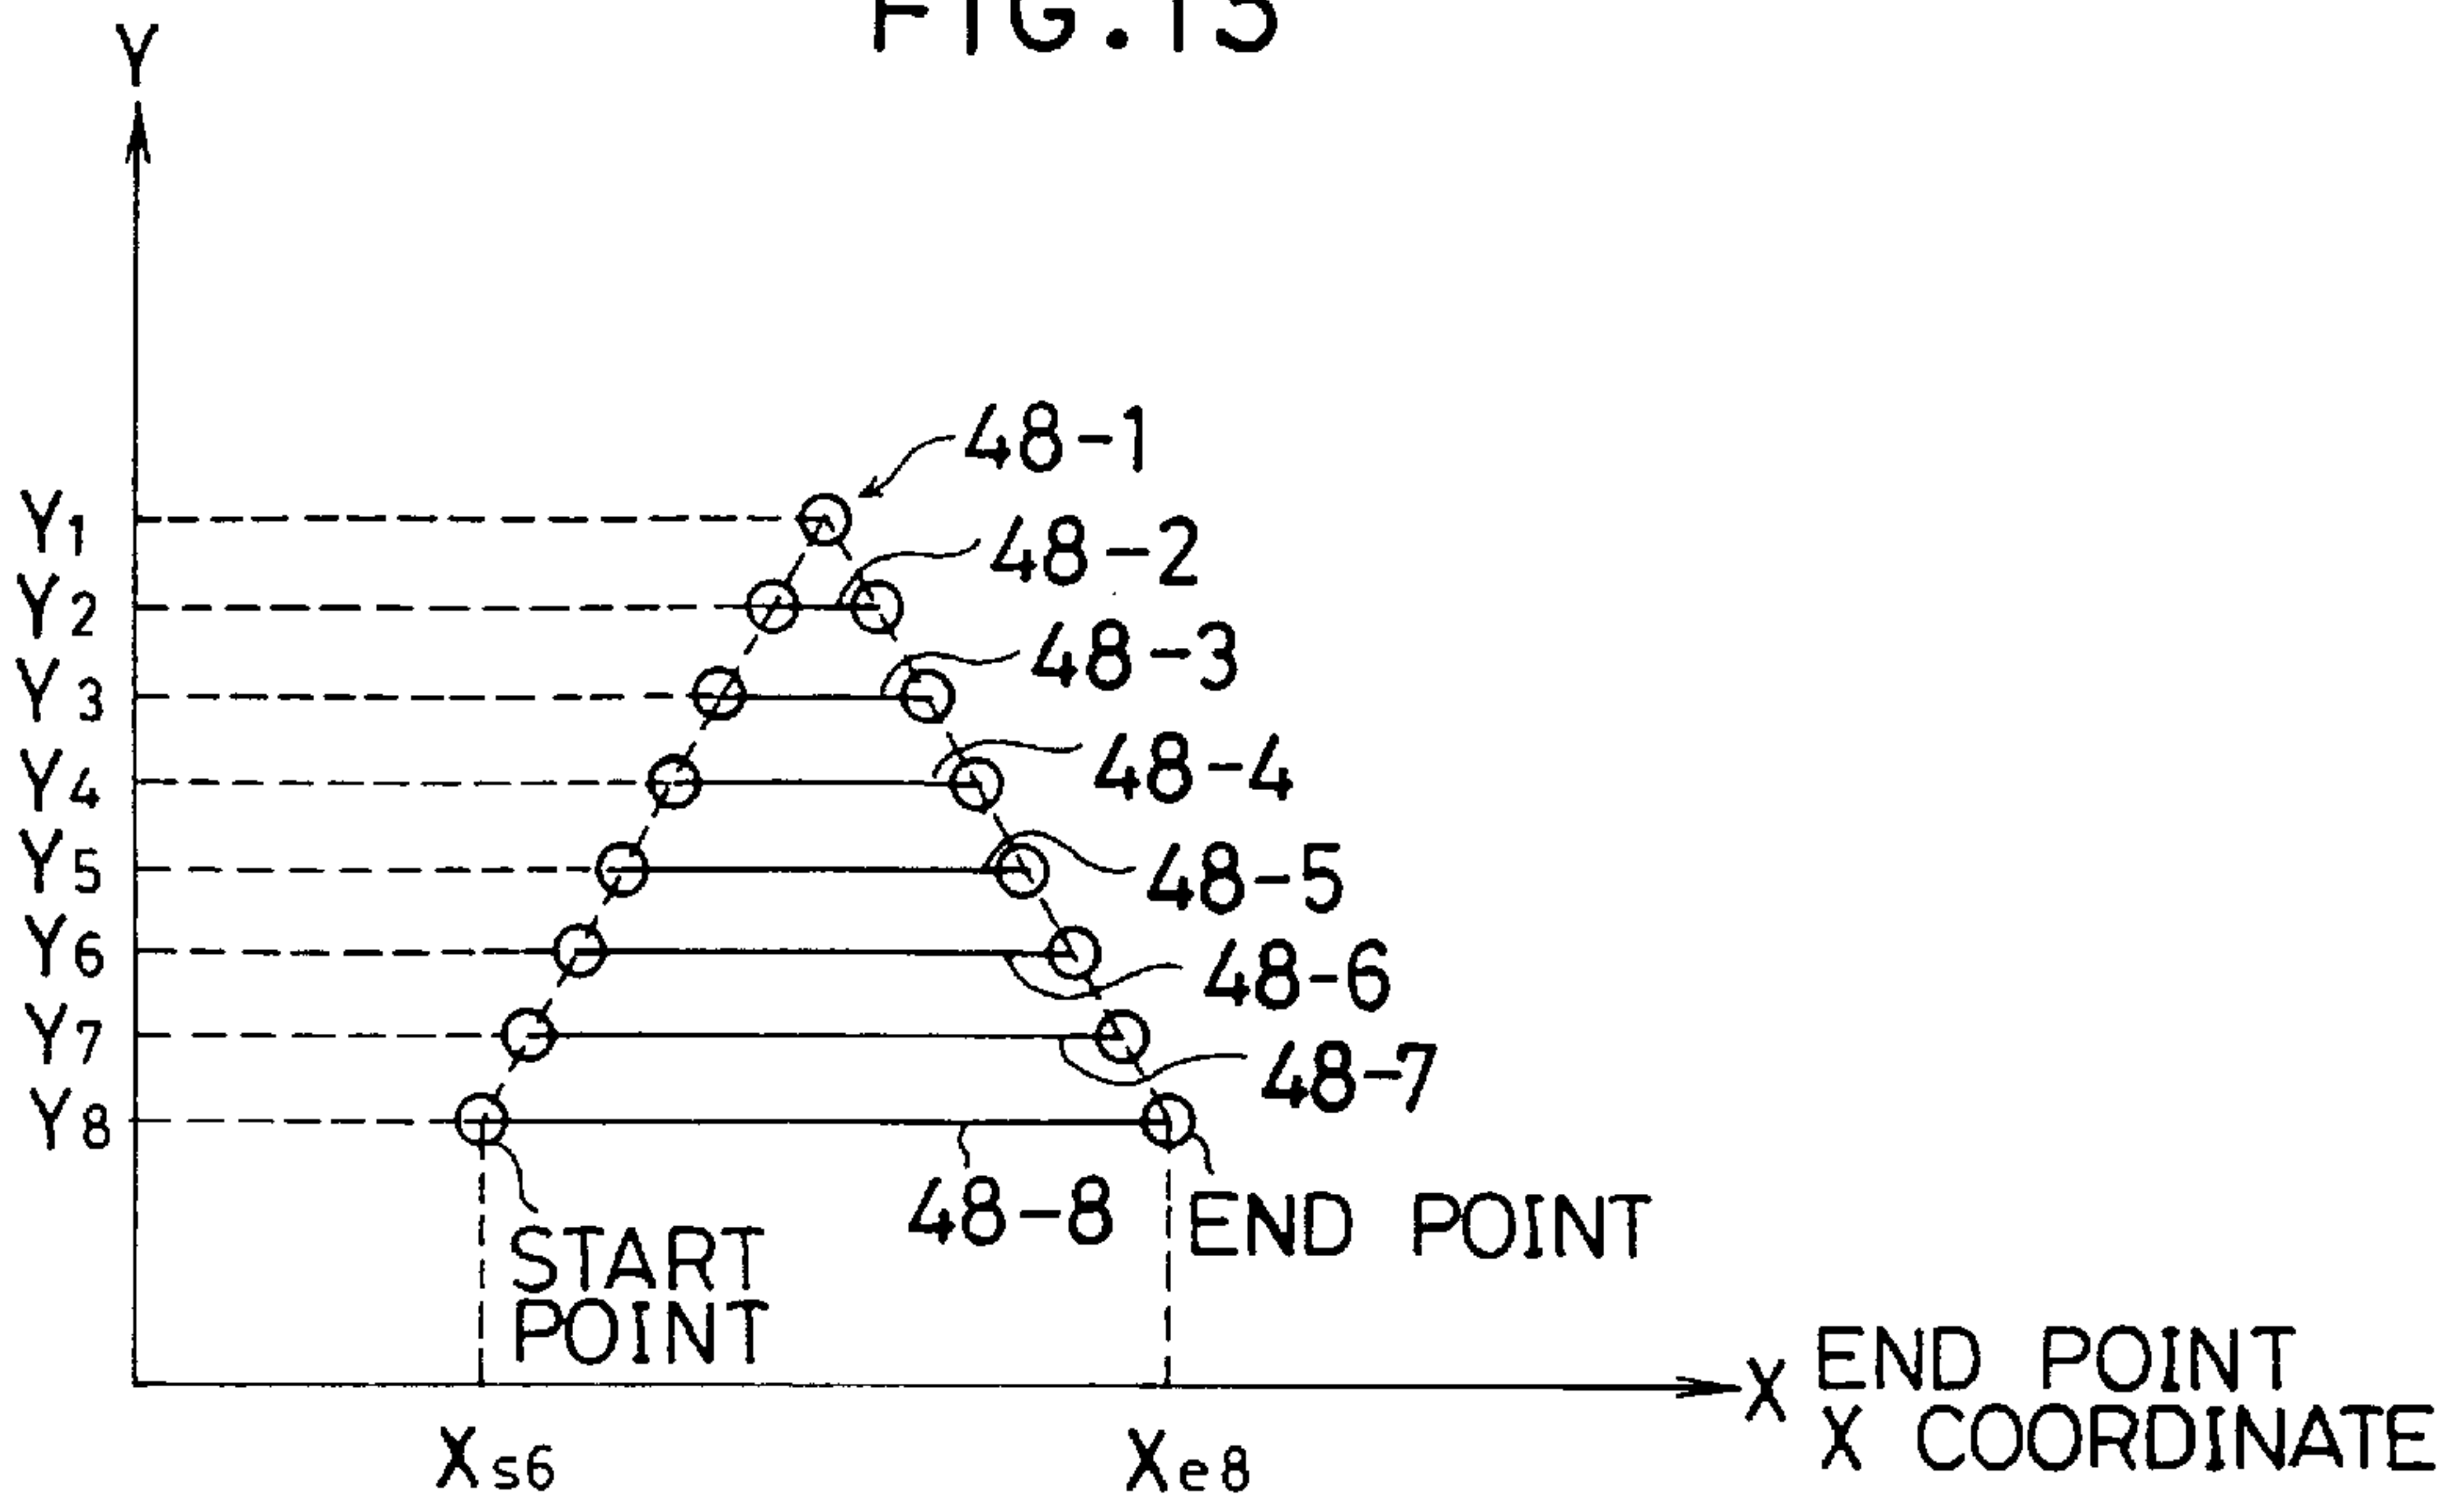 FIG.13
Y
48-1
Y1
48-2
Y2
48-3
Y3
48-4
Y4
48-5
Y5
48-6
Y6
48-7
Y7
Y8
48-8
END POINT
START
POINT
X END POINT
X COORDINATE
Xs6
Xe8